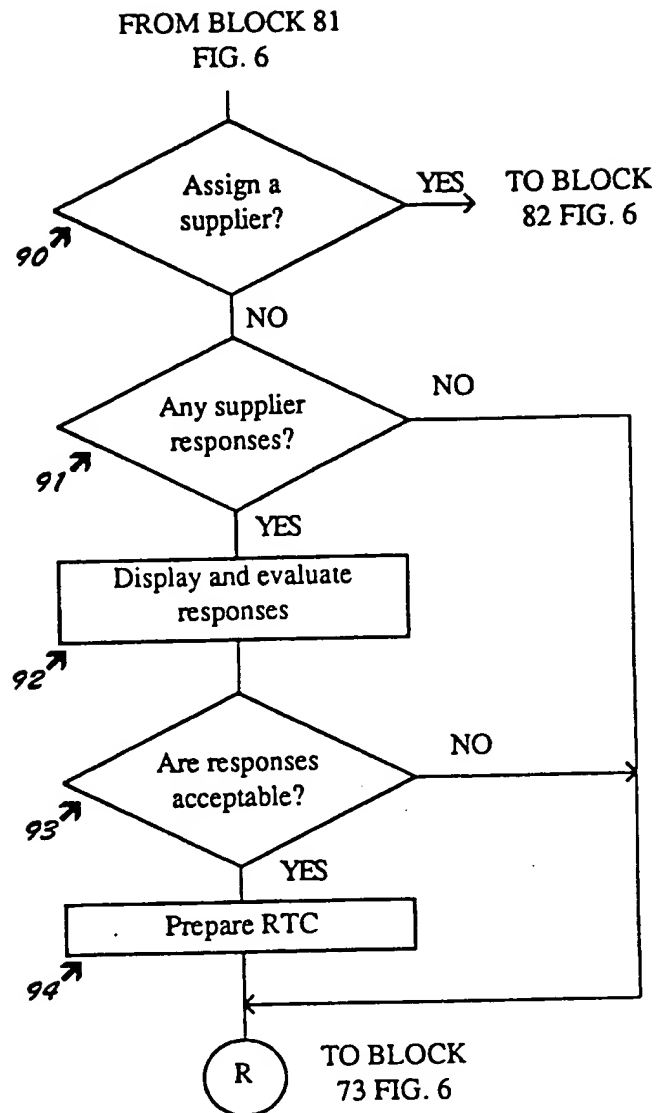 FROM BLOCK 81
FIG. 6
Assign a
supplier?
YES
TO BLOCK
82 FIG. 6
90
NO
Any supplier
responses?
NO
91
YES
Display and evaluate
responses
92
Are responses
acceptable?
NO
93
YES
Prepare RTC
94
R
TO BLOCK
73 FIG. 6